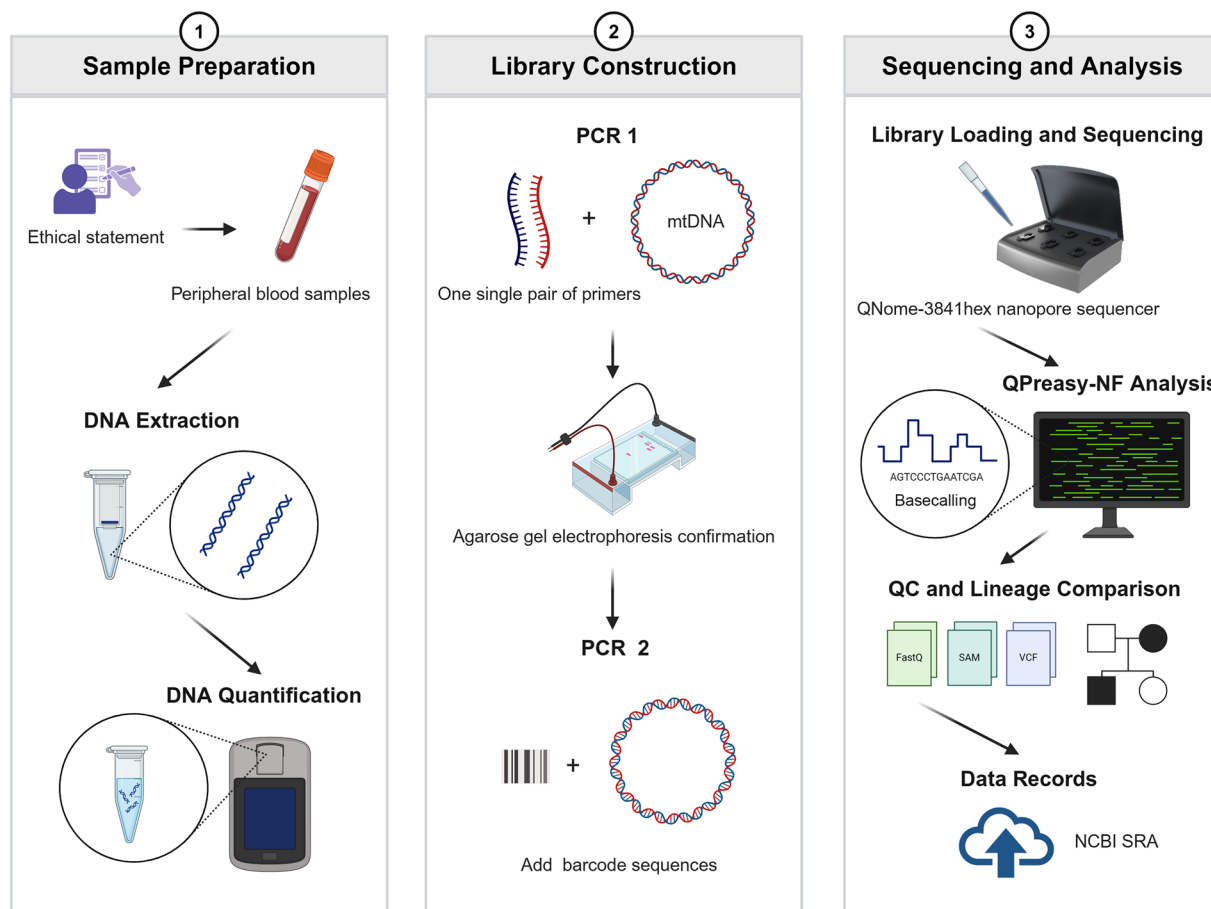 1
Sample Preparation
Ethical statement
Peripheral blood samples
DNA Extraction
DNA Quantification
2
Library Construction
PCR 1
+
mtDNA
One single pair of primers
Agarose gel electrophoresis confirmation
PCR 2
+
Add barcode sequences
3
Sequencing and Analysis
Library Loading and Sequencing
QNome-3841hex nanopore sequencer
QPreasy-NF Analysis
AGTCCCTGAATCGA
Basecalling
QC and Lineage Comparison
FastQ SAM VCF
Data Records
NCBI SRA